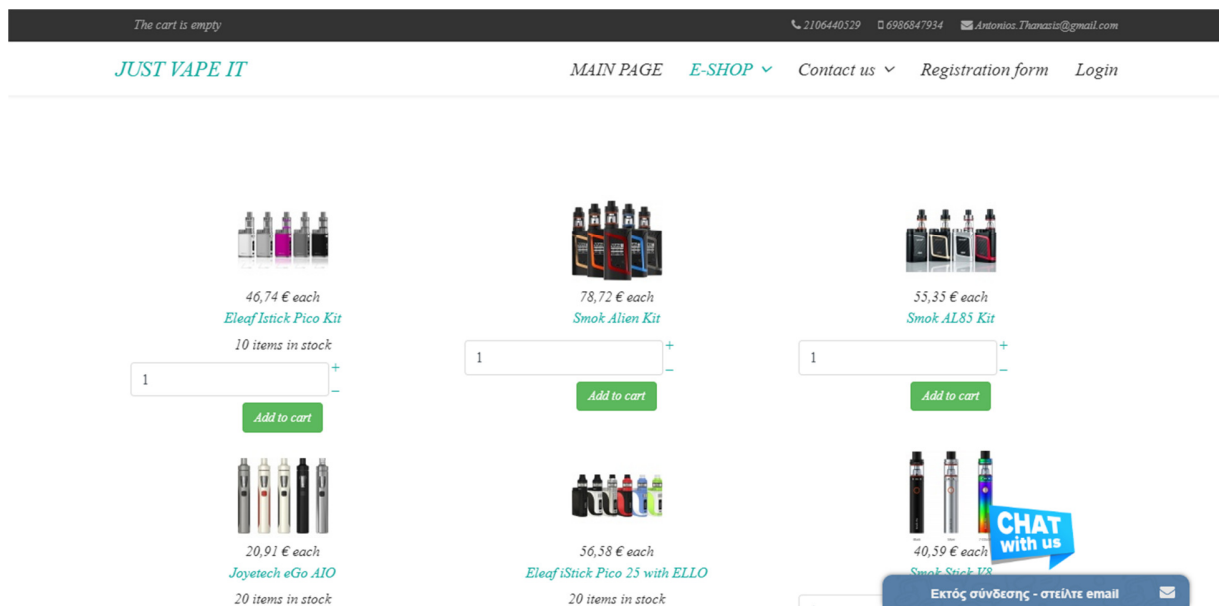 The cart is empty
2106440529 6986847934 Antonios.Thanasis@gmail.com
JUST VAPE IT
MAIN PAGE E-SHOP Contact us Registration form Login
46,74 € each
Eleaf Istick Pico Kit
10 items in stock
1
+
−
Add to cart
78,72 € each
Smok Alien Kit
1
+
−
Add to cart
55,35 € each
Smok AL85 Kit
1
+
−
Add to cart
20,91 € each
Joyetech eGo AIO
20 items in stock
56,58 € each
Eleaf iStick Pico 25 with ELLO
20 items in stock
40,59 € each
Smok Stick V8
CHAT
with us
Εκτός σύνδεσης - στείλτε email